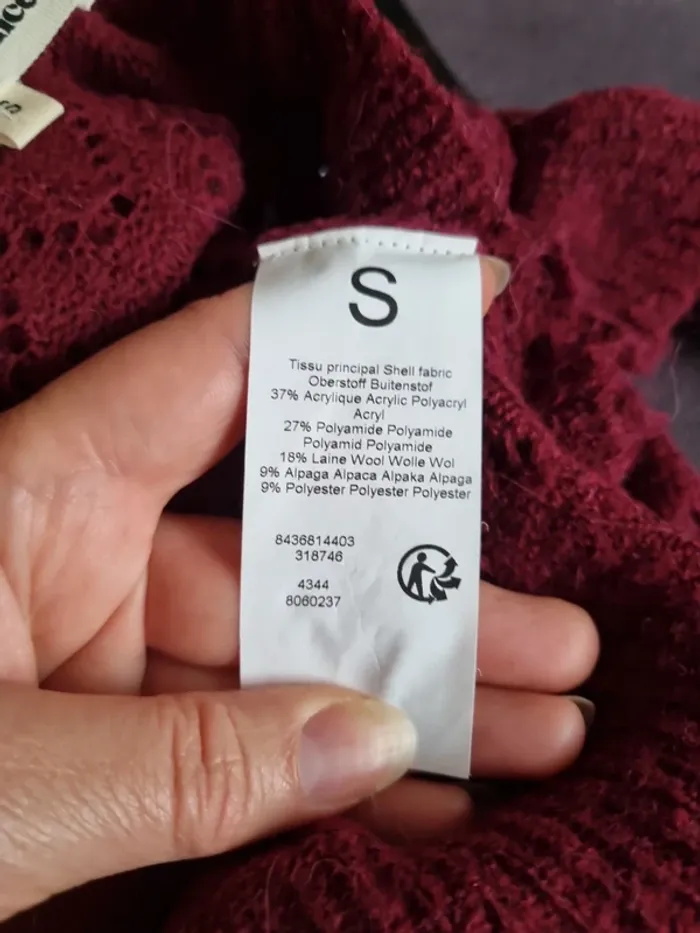 S
S
Tissu principal Shell fabric
Oberstoff Buitenstof
37% Acrylique Acrylic Polyacryl
Acryl
27% Polyamide Polyamide
Polyamid Polyamide
18% Laine Wool Wolle Wol
9% Alpaga Alpaca Alpaka Alpaga
9% Polyester Polyester Polyester
8436814403
318746
4344
8060237